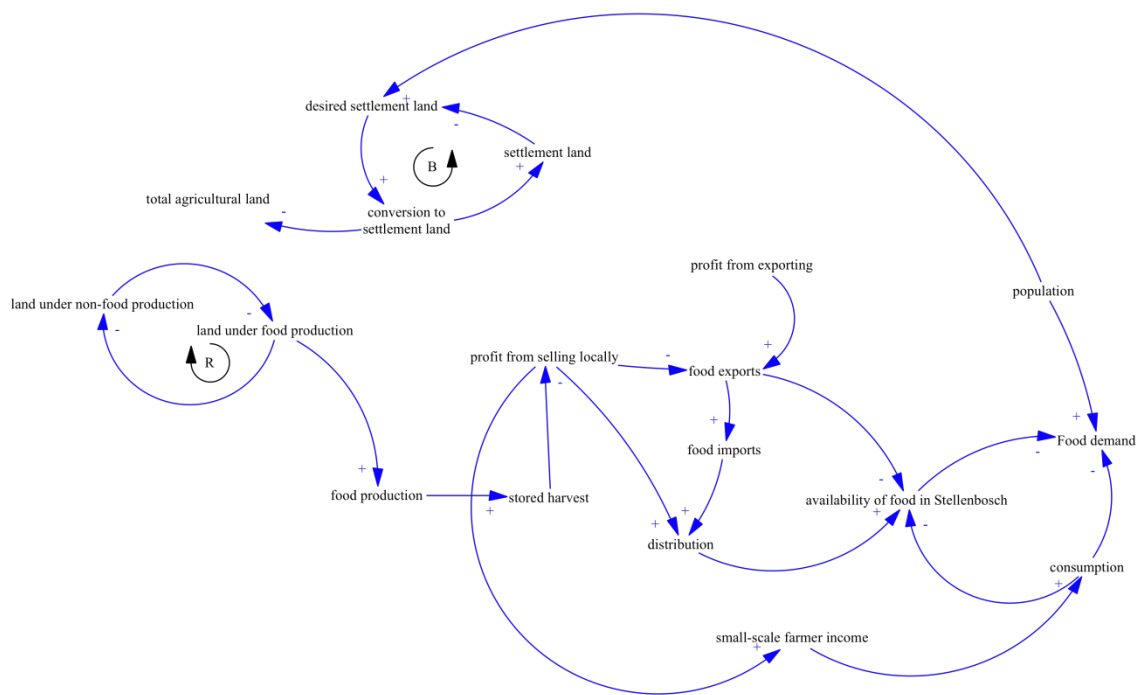 +
desired settlement land
-
settlement land
B
+
+
total agricultural land
-
conversion to
settlement land
profit from exporting
population
land under non-food production
-
-
land under food production
R
+
-
profit from selling locally
food exports
-
+
+
Food demand
food imports
-
-
+
food production
stored harvest
-
availability of food in Stellenbosch
+
+
+
+
-
distribution
consumption
+
small-scale farmer income
+